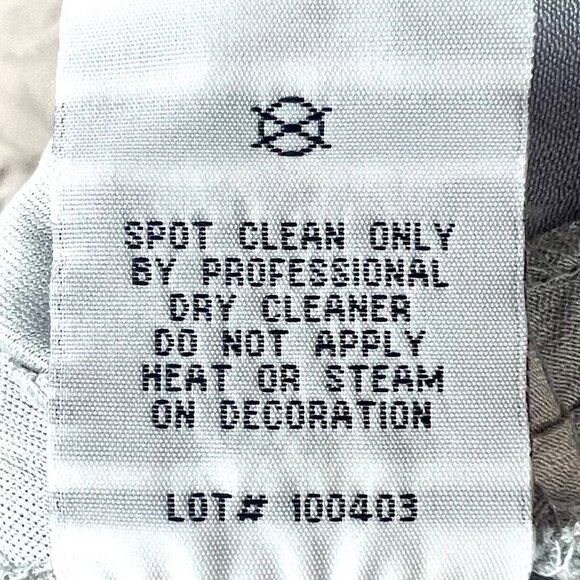 SPOT CLEAN ONLY
BY PROFESSIONAL
DRY CLEANER
DO NOT APPLY
HEAT OR STEAM
ON DECORATION
LOT# 100403